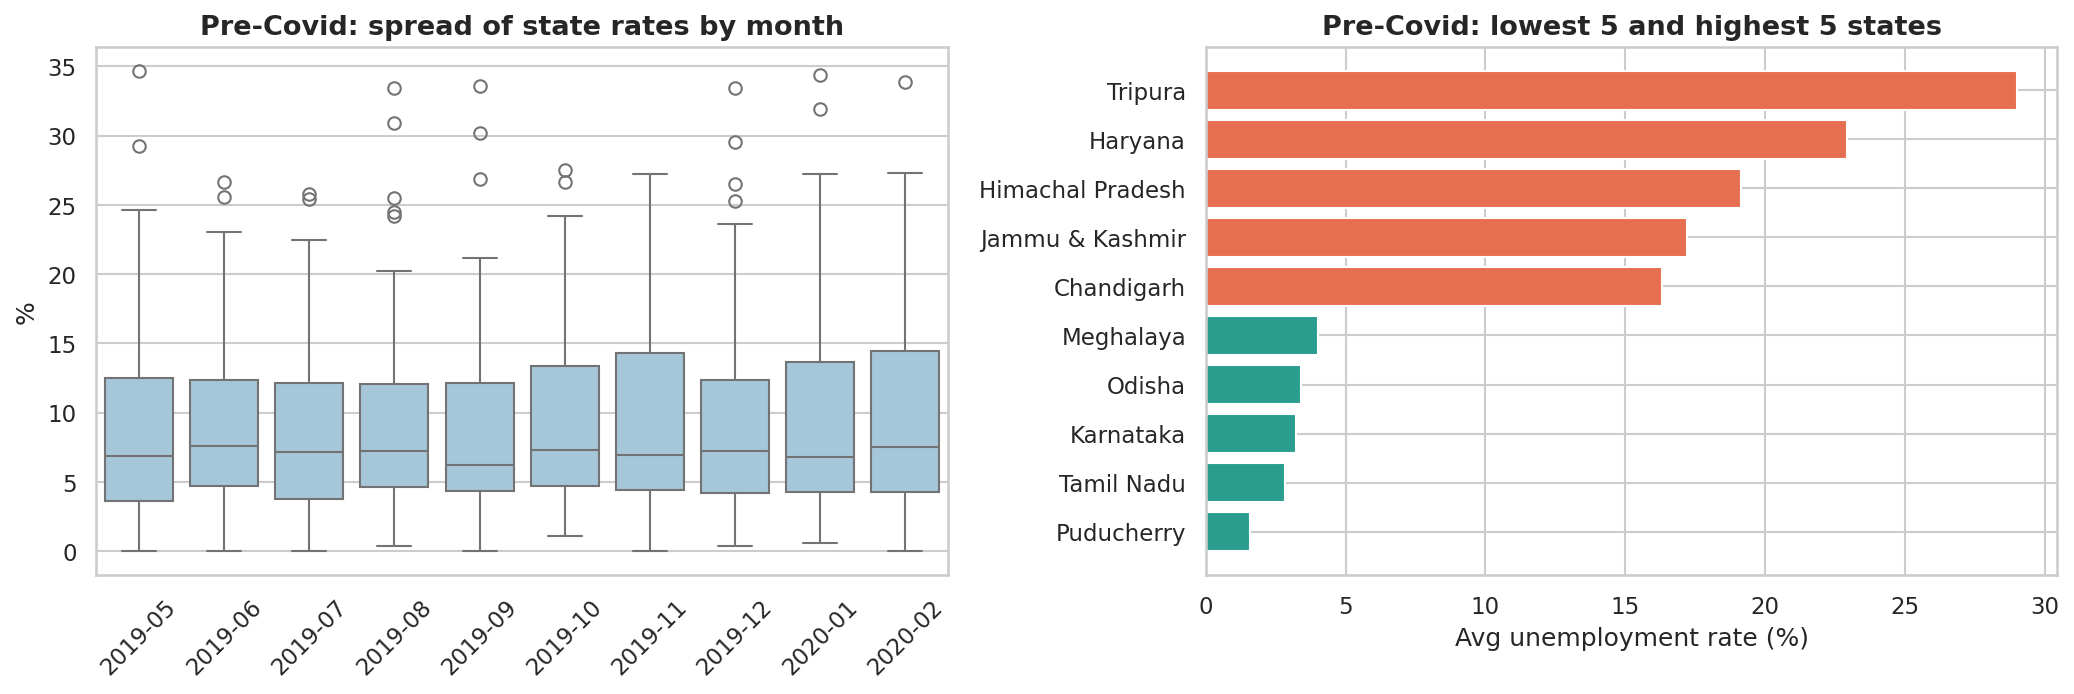 Pre-Covid: spread of state rates by month
%
35
30
25
20
15
10
5
0
2019-05
2019-06
2019-07
2019-08
2019-09
2019-10
2019-11
2019-12
2020-01
2020-02
Pre-Covid: lowest 5 and highest 5 states
Tripura
Haryana
Himachal Pradesh
Jammu & Kashmir
Chandigarh
Meghalaya
Odisha
Karnataka
Tamil Nadu
Puducherry
0 5 10 15 20 25 30
Avg unemployment rate (%)